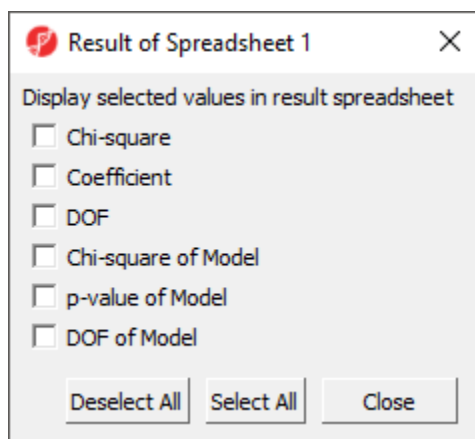 Result of Spreadsheet 1
Display selected values in result spreadsheet
Chi-square
Coefficient
DOF
Chi-square of Model
p-value of Model
DOF of Model
Deselect All Select All Close